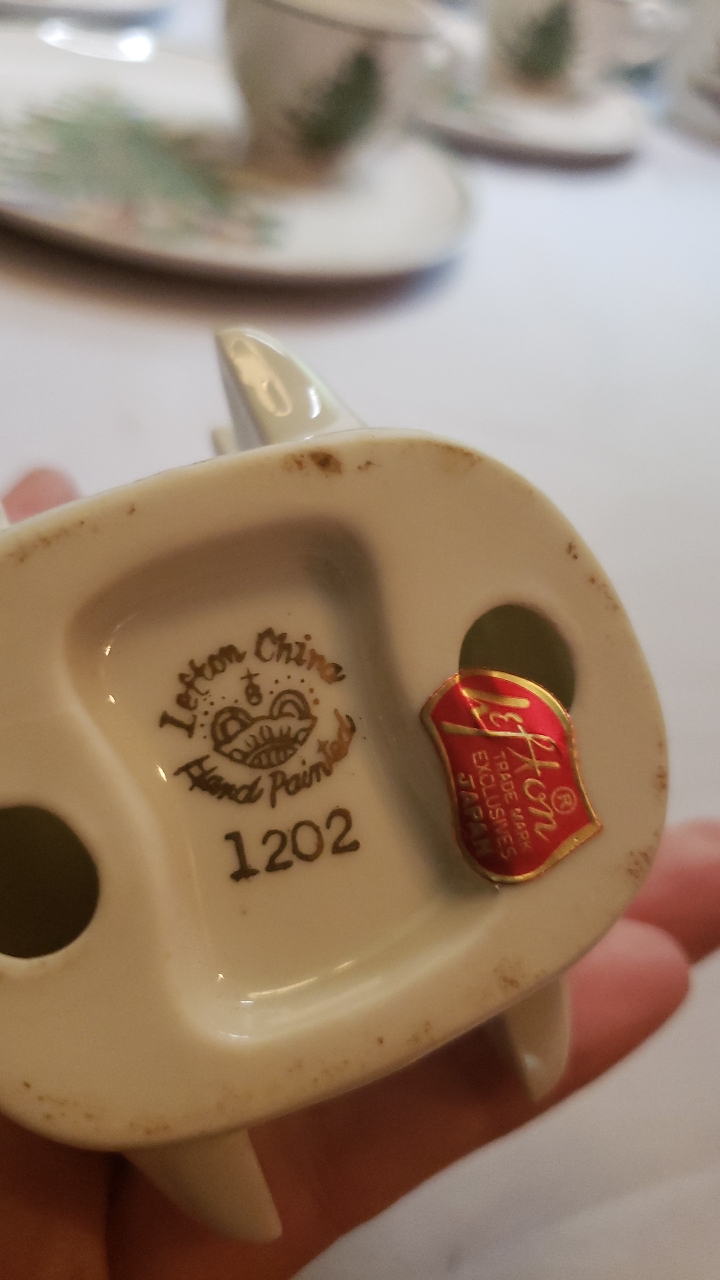 Lefton China
Hand Painted
1202
Lefton ®
TRADE MARK
EXCLUSIVES
JAPAN